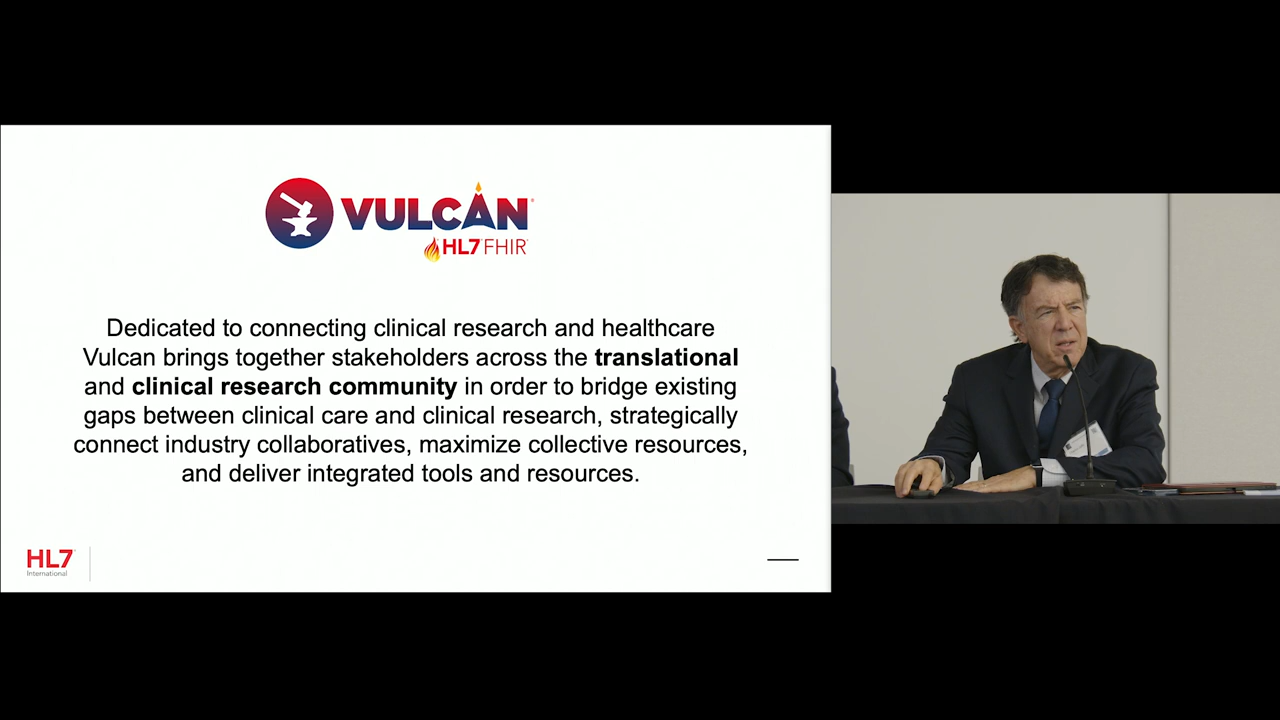 VULCAN
HL7 FHIR
Dedicated to connecting clinical research and healthcare
Vulcan brings together stakeholders across the translational
and clinical research community in order to bridge existing
gaps between clinical care and clinical research, strategically
connect industry collaboratives, maximize collective resources,
and deliver integrated tools and resources.
HL7
International